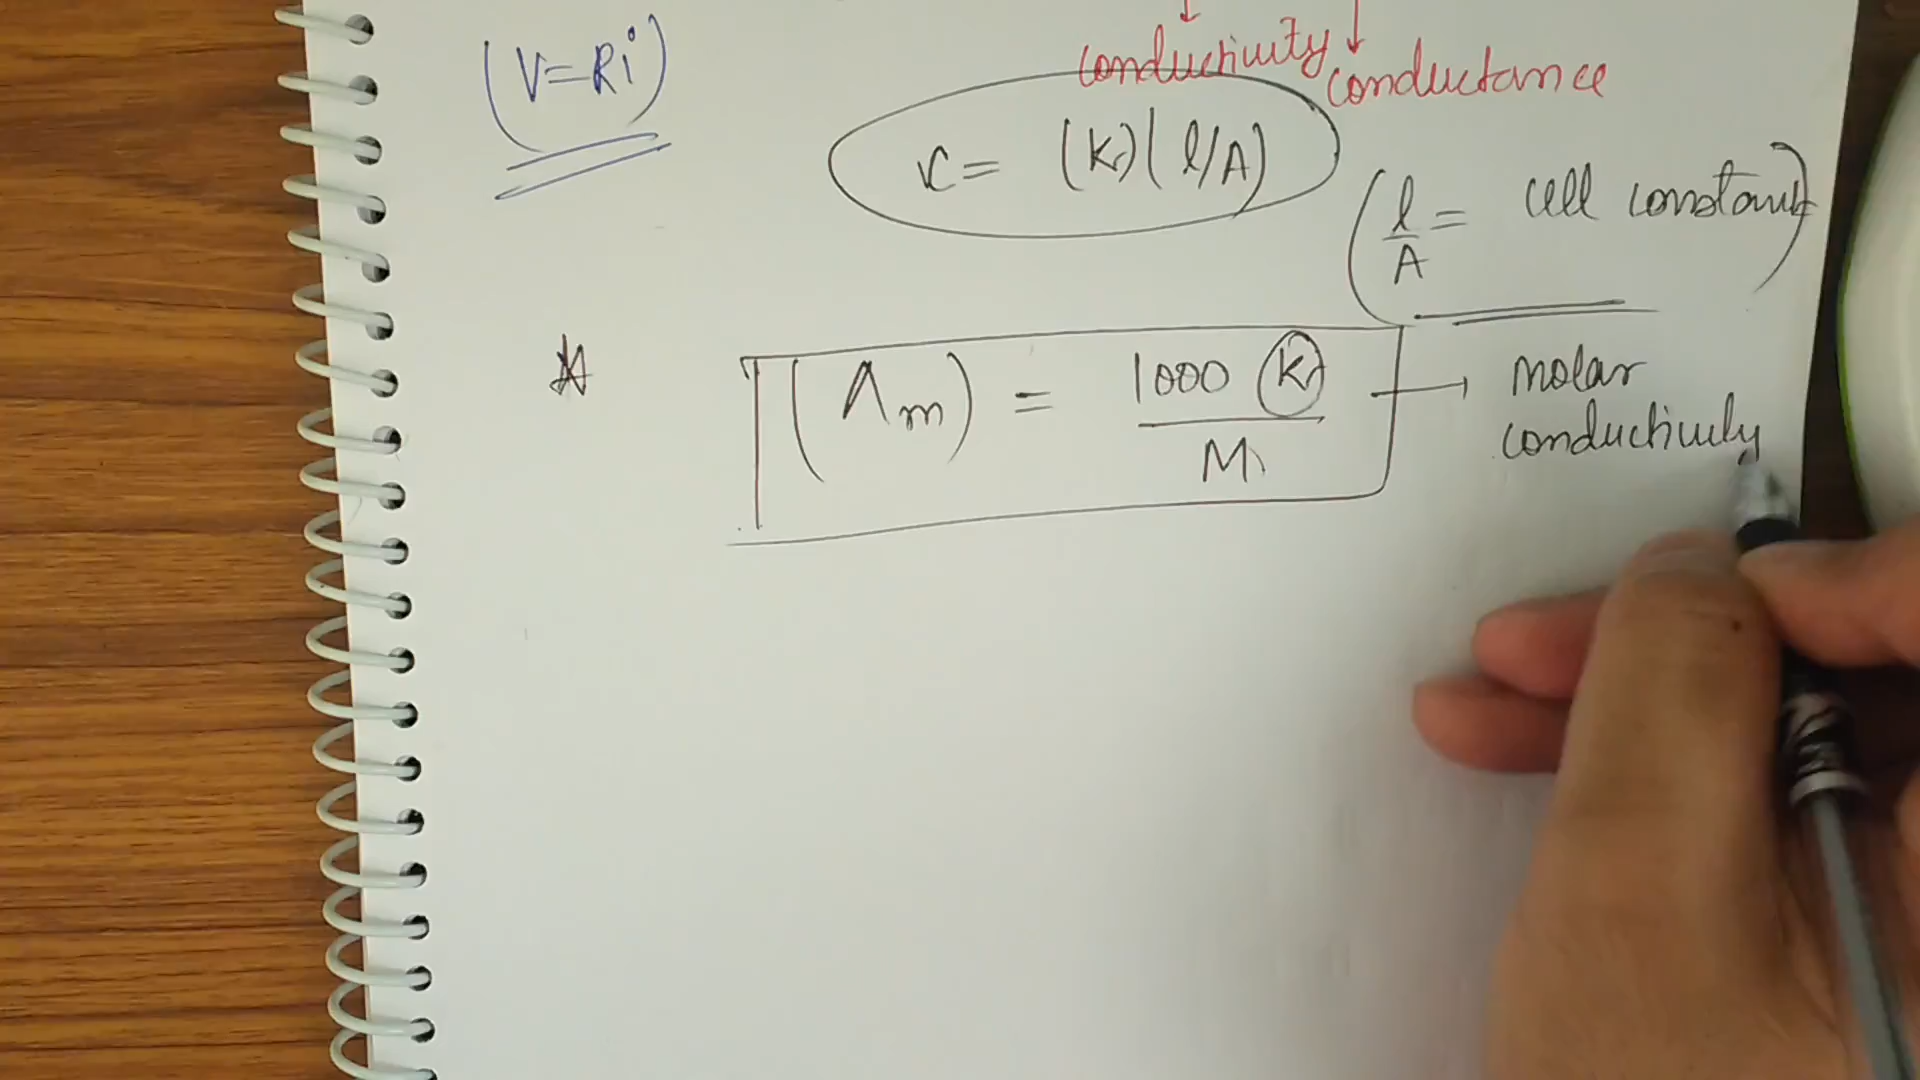 (V=Ri)
conductivity
conductance
K = (K)(l/A)
(l/A = cell constant)
(Λm) = 1000 K / M
→ molar
conductivity